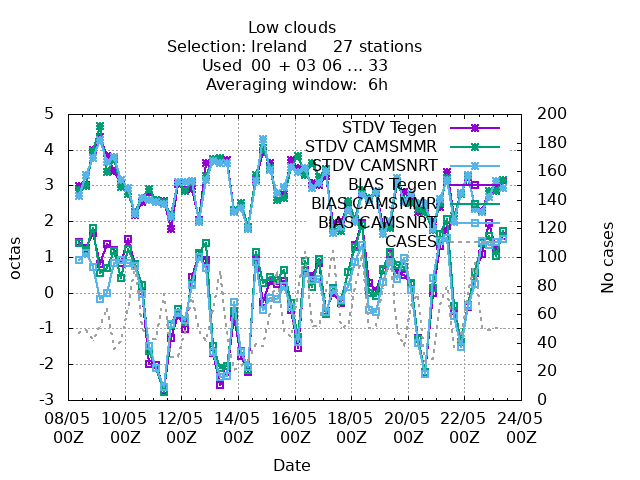 Low clouds
Selection: Ireland 27 stations
Used 00 + 03 06 ... 33
Averaging window: 6h
STDV Tegen
STDV CAMSMMR
STDV CAMSNRT
BIAS Tegen
BIAS CAMSMMR
BIAS CAMSNRT
CASES
octas
5
4
3
2
1
0
-1
-2
-3
No cases
200
180
160
140
120
100
80
60
40
20
0
08/05 10/05 12/05 14/05 16/05 18/05 20/05 22/05 24/05
00Z 00Z 00Z 00Z 00Z 00Z 00Z 00Z 00Z
Date